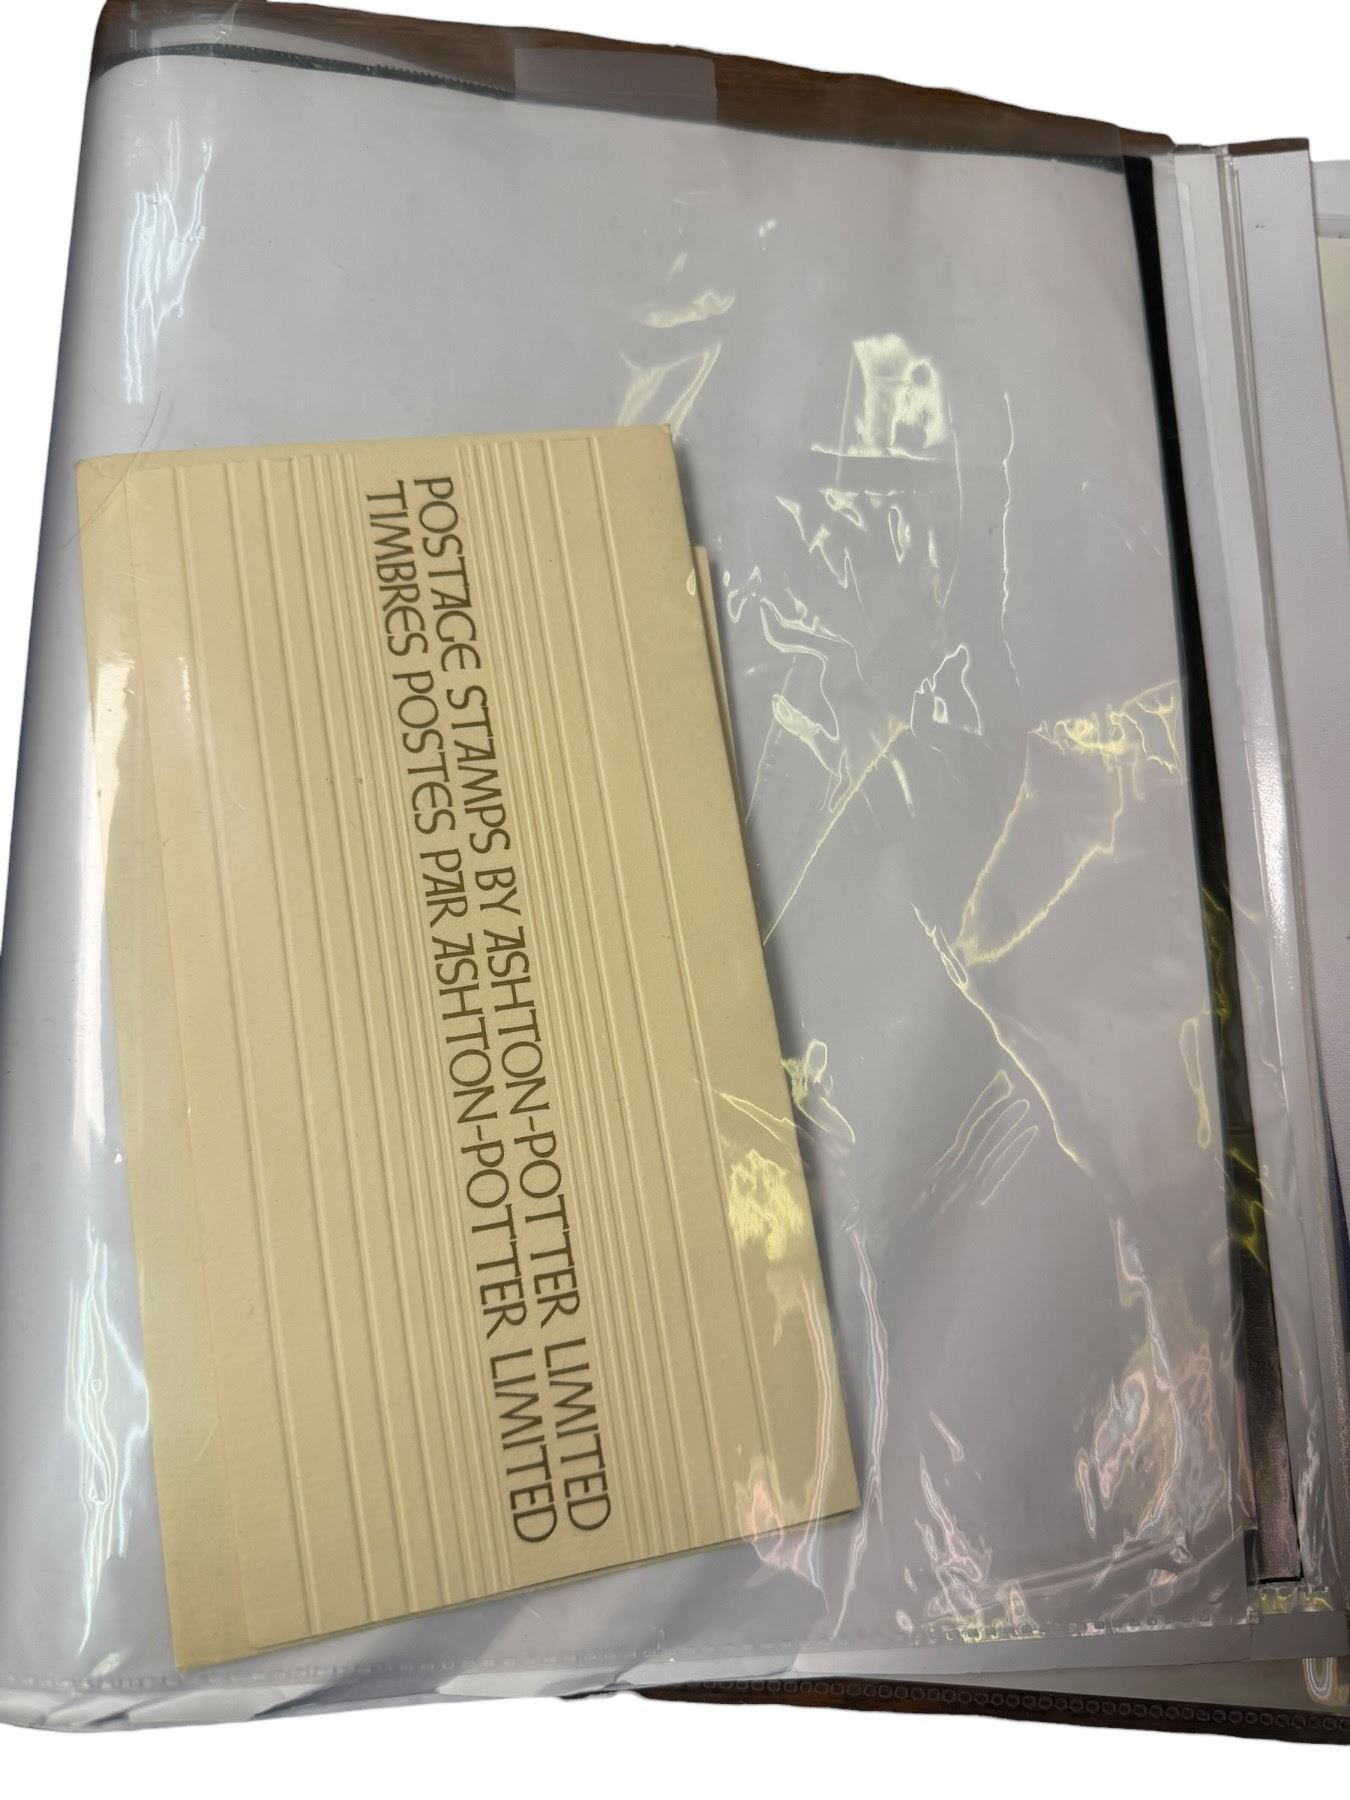 POSTAGE STAMPS BY ASHTON-POTTER LIMITED
TIMBRES POSTES PAR ASHTON-POTTER LIMITED